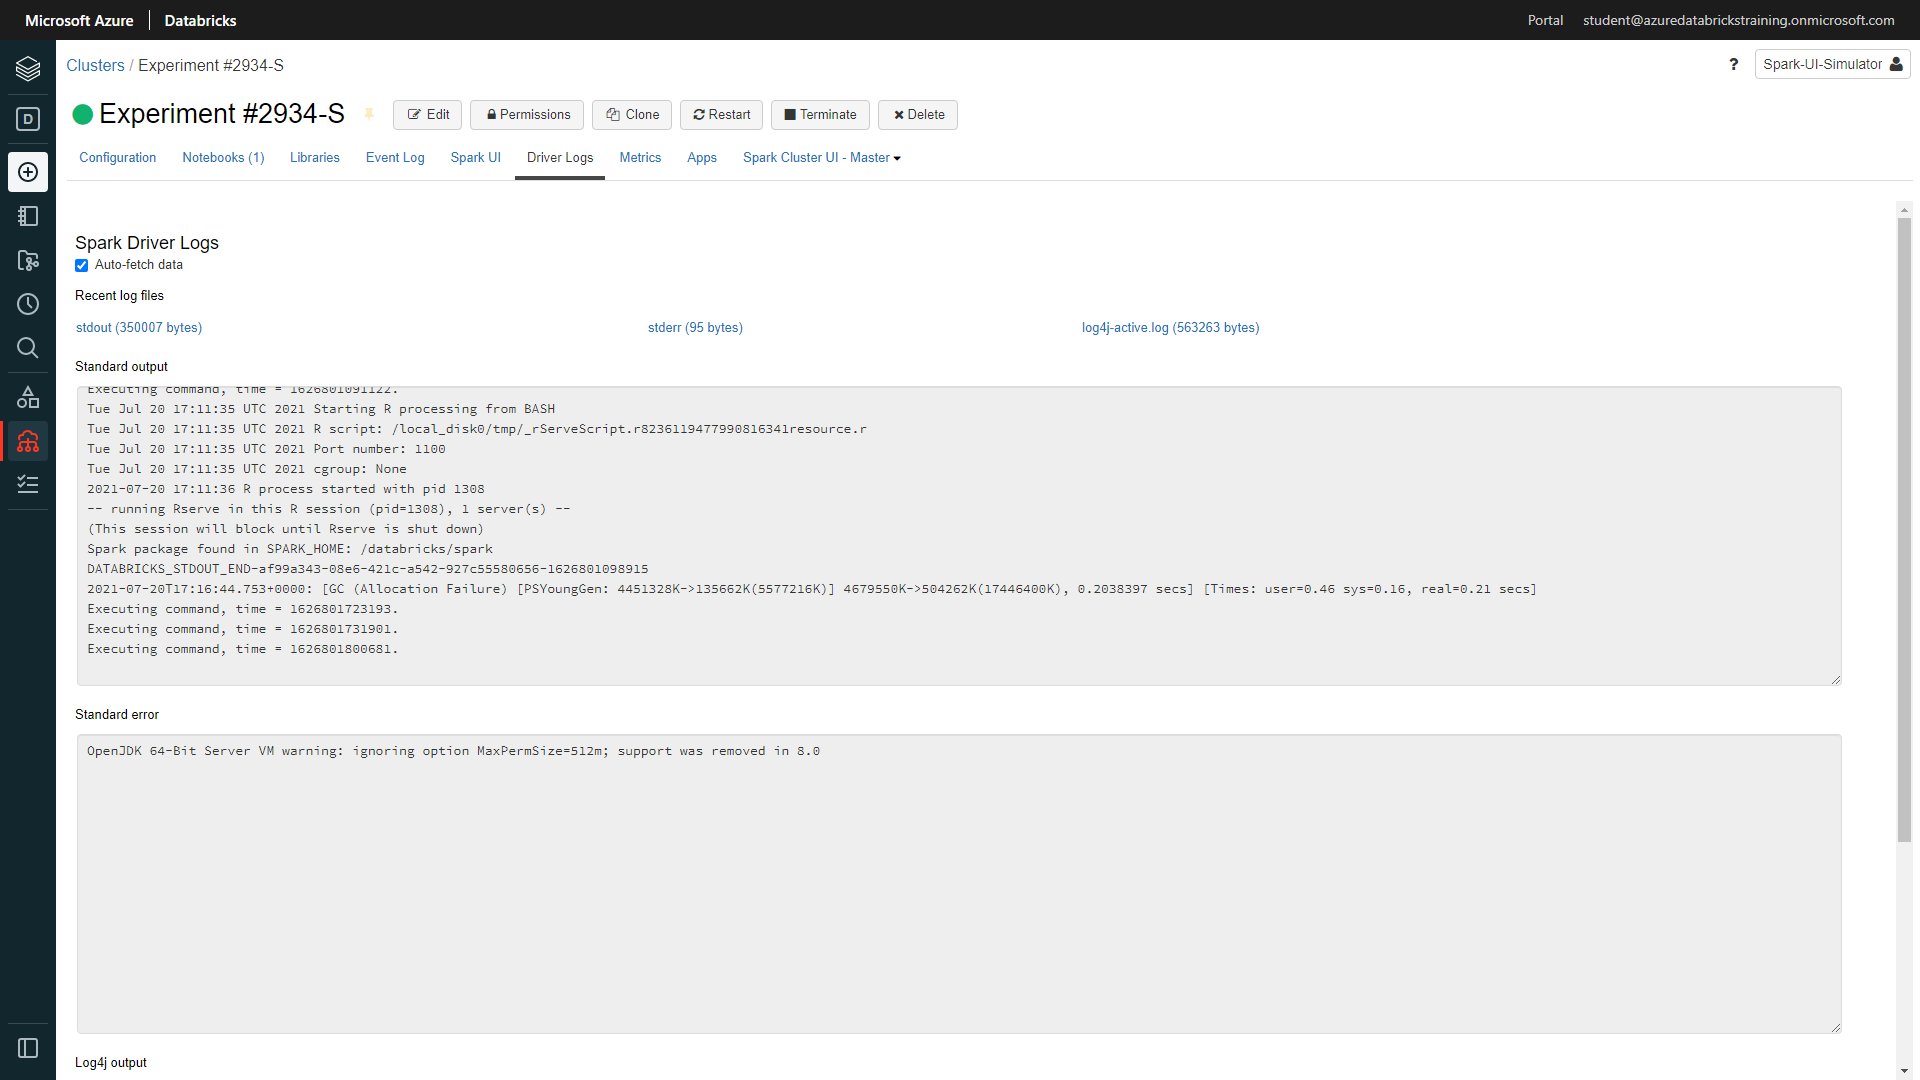 Microsoft Azure Databricks
Portal student@azuredatabrickstraining.onmicrosoft.com
Clusters / Experiment #2934-S
? Spark-UI-Simulator
D
Experiment #2934-S Edit Permissions Clone Restart Terminate Delete
Configuration Notebooks (1) Libraries Event Log Spark UI Driver Logs Metrics Apps Spark Cluster UI - Master
Spark Driver Logs
Auto-fetch data
Recent log files
stdout (350007 bytes) stderr (95 bytes) log4j-active.log (563263 bytes)
Standard output
Executing command, time = 1626801091122.
Tue Jul 20 17:11:35 UTC 2021 Starting R processing from BASH
Tue Jul 20 17:11:35 UTC 2021 R script: /local_disk0/tmp/_rServeScript.r8236119477990816341resource.r
Tue Jul 20 17:11:35 UTC 2021 Port number: 1100
Tue Jul 20 17:11:35 UTC 2021 cgroup: None
2021-07-20 17:11:36 R process started with pid 1308
-- running Rserve in this R session (pid=1308), 1 server(s) --
(This session will block until Rserve is shut down)
Spark package found in SPARK_HOME: /databricks/spark
DATABRICKS_STDOUT_END-af99a343-08e6-421c-a542-927c55580656-1626801098915
2021-07-20T17:16:44.753+0000: [GC (Allocation Failure) [PSYoungGen: 4451328K->135662K(5577216K)] 4679550K->504262K(17446400K), 0.2038397 secs] [Times: user=0.46 sys=0.16, real=0.21 secs]
Executing command, time = 1626801723193.
Executing command, time = 1626801731901.
Executing command, time = 1626801800681.
Standard error
OpenJDK 64-Bit Server VM warning: ignoring option MaxPermSize=512m; support was removed in 8.0
Log4j output